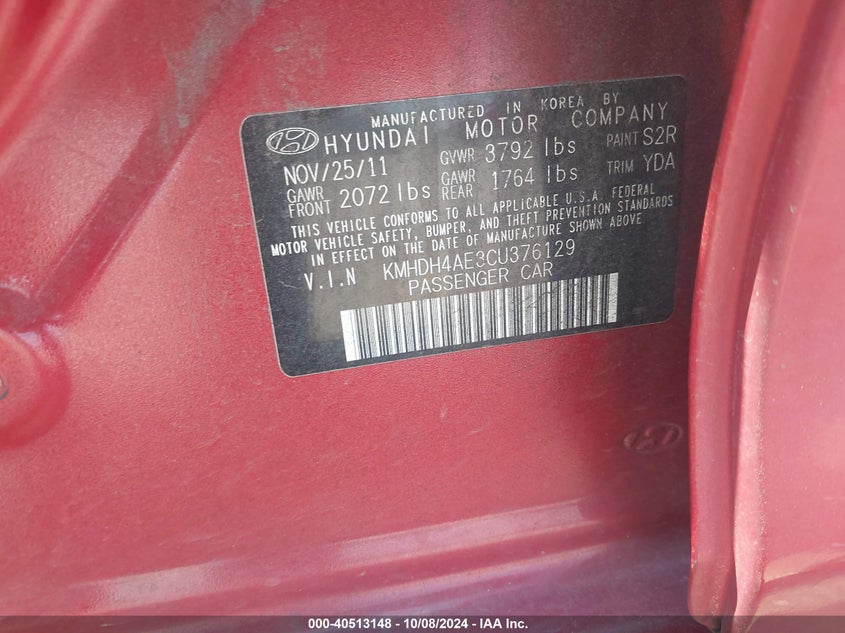 MANUFACTURED IN KOREA BY
HYUNDAI MOTOR COMPANY
NOV/25/11 GVWR 3792 lbs PAINT S2R
GAWR FRONT 2072 lbs GAWR REAR 1764 lbs TRIM YDA
THIS VEHICLE CONFORMS TO ALL APPLICABLE U.S.A. FEDERAL
MOTOR VEHICLE SAFETY, BUMPER, AND THEFT PREVENTION STANDARDS
IN EFFECT ON THE DATE OF MANUFACTURE SHOWN ABOVE
V.I.N KMHDH4AE3CU376129
PASSENGER CAR
000-40513148 - 10/08/2024 - IAA Inc.